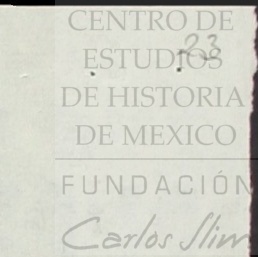 CENTRO DE
23
ESTUDIOS
DE HISTORIA
DE MEXICO
FUNDACIÓN
Carlos Slim